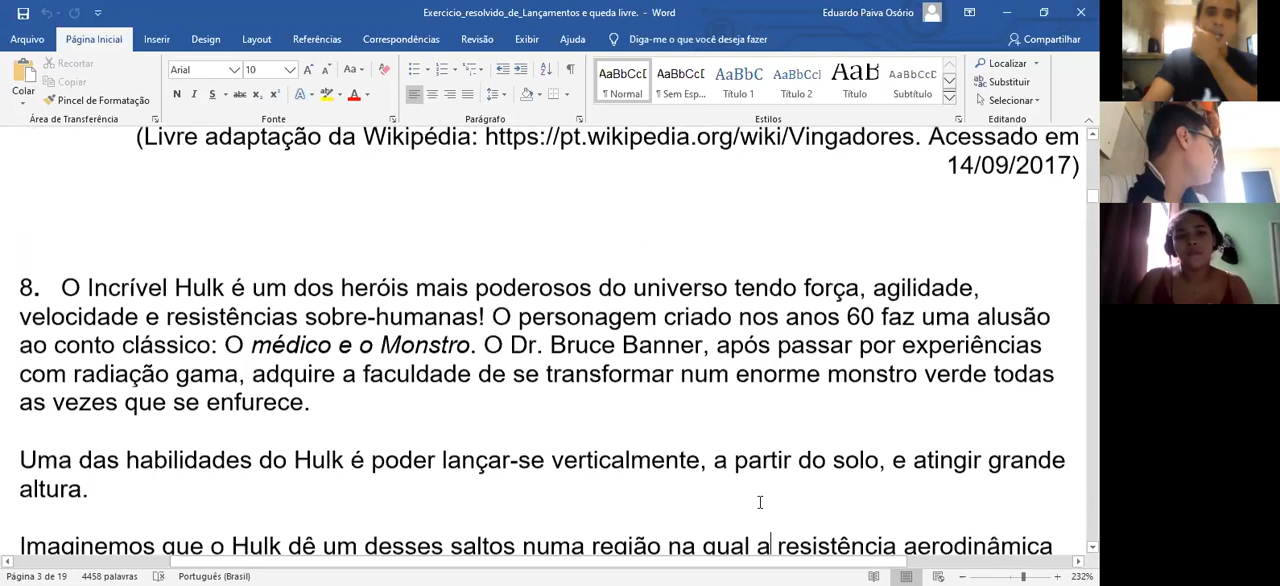 Exercicio_resolvido_de_Lançamentos e queda livre. - Word
Eduardo Paiva Osório
Arquivo
Página Inicial
Inserir
Design
Layout
Referências
Correspondências
Revisão
Exibir
Ajuda
Diga-me o que você deseja fazer
Compartilhar
Colar
Recortar
Copiar
Pincel de Formatação
Arial
10
Aa
N
I
S
abc
x₂
x²
A
A
AaBbCcD
¶ Normal
AaBbCcD
¶ Sem Esp...
AaBbC
Título 1
AaBbCcl
Título 2
AaB
Título
AaBbCcD
Subtítulo
Localizar
Substituir
Selecionar
Área de Transferência
Fonte
Parágrafo
Estilos
Editando
(Livre adaptação da Wikipédia: https://pt.wikipedia.org/wiki/Vingadores. Acessado em
14/09/2017)
8. O Incrível Hulk é um dos heróis mais poderosos do universo tendo força, agilidade,
velocidade e resistências sobre-humanas! O personagem criado nos anos 60 faz uma alusão
ao conto clássico: O médico e o Monstro. O Dr. Bruce Banner, após passar por experiências
com radiação gama, adquire a faculdade de se transformar num enorme monstro verde todas
as vezes que se enfurece.
Uma das habilidades do Hulk é poder lançar-se verticalmente, a partir do solo, e atingir grande
altura.
Imaginemos que o Hulk dê um desses saltos numa região na qual a resistência aerodinâmica
Página 3 de 19
4458 palavras
Português (Brasil)
232%